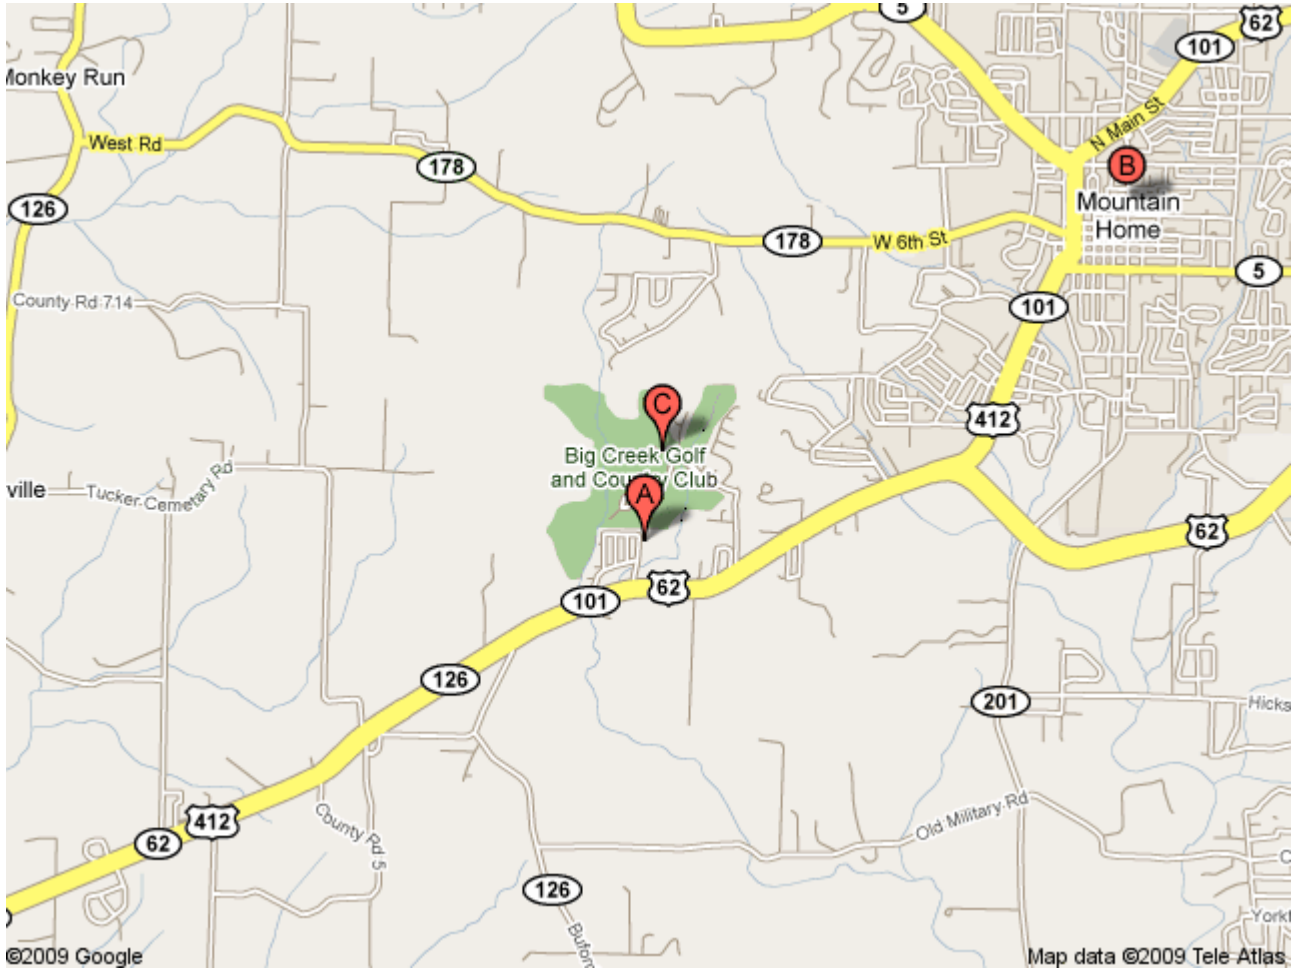 5
62
101
Monkey Run
N Main St
West Rd
178
B
126
Mountain
Home
178
W 6th St
5
County Rd 714
101
C
412
Big Creek Golf
and Country Club
Tucker Cemetary Rd
ville
A
62
62
101
126
201
Hicks
412
62
County Rd 5
Old Military Rd
126
Buford
York
©2009 Google
Map data ©2009 Tele Atlas